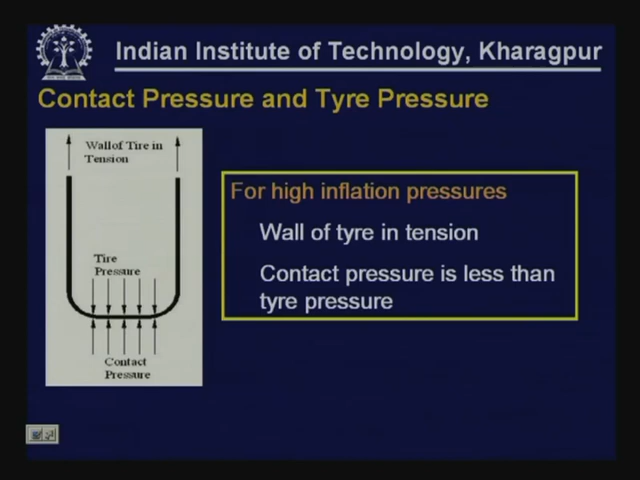 Indian Institute of Technology, Kharagpur
Contact Pressure and Tyre Pressure
Wall of Tire in
Tension
Tire
Pressure
Contact
Pressure
For high inflation pressures
Wall of tyre in tension
Contact pressure is less than
tyre pressure